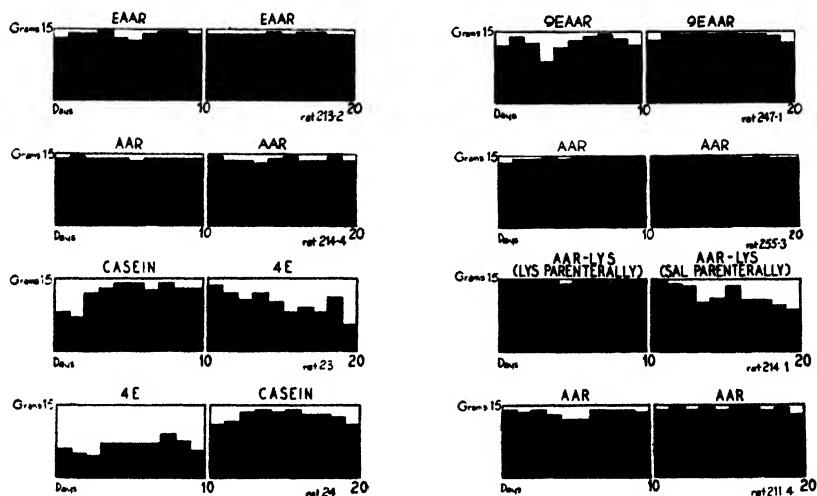 EAAR EAAR
Grams 15
Days 10 rat 213-2 20
AAR AAR
Grams 15
Days 10 rat 214-4 20
CASEIN 4E
Grams 15
Days 10 rat 23 20
4E CASEIN
Grams 15
Days 10 rat 24 20
9EAAR 9EAAR
Grams 15
Days 10 rat 247-1 20
AAR AAR
Grams 15
Days 10 rat 255-3 20
AAR-LYS AAR-LYS
(LYS PARENTERALLY) (SAL PARENTERALLY)
Grams 15
Days 10 rat 214-1 20
AAR AAR
Grams 15
Days 10 rat 211-4 20